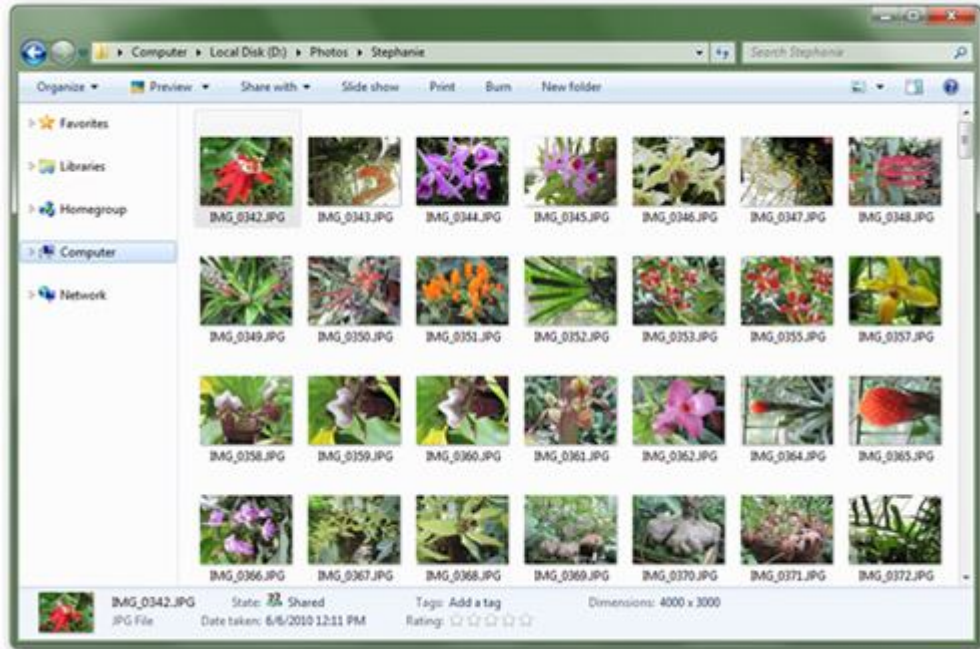 Computer ▸ Local Disk (D:) ▸ Photos ▸ Stephanie
Search Stephanie
Organize Preview Share with Slide show Print Burn New folder
Favorites
Libraries
Homegroup
Computer
Network
IMG_0342.JPG IMG_0343.JPG IMG_0344.JPG IMG_0345.JPG IMG_0346.JPG IMG_0347.JPG IMG_0348.JPG
IMG_0349.JPG IMG_0350.JPG IMG_0351.JPG IMG_0352.JPG IMG_0353.JPG IMG_0355.JPG IMG_0357.JPG
IMG_0358.JPG IMG_0359.JPG IMG_0360.JPG IMG_0361.JPG IMG_0362.JPG IMG_0364.JPG IMG_0365.JPG
IMG_0366.JPG IMG_0367.JPG IMG_0368.JPG IMG_0369.JPG IMG_0370.JPG IMG_0371.JPG IMG_0372.JPG
IMG_0342.JPG State: Shared Tags: Add a tag Dimensions: 4000 x 3000
JPG File Date taken: 6/6/2010 12:11 PM Rating: